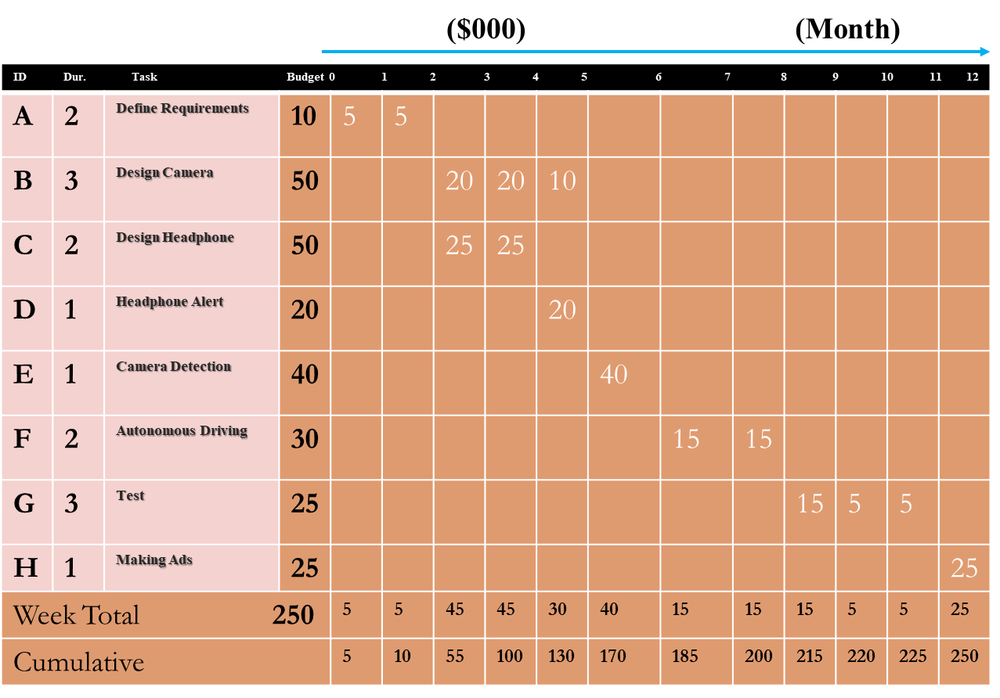 ($000) (Month)
ID Dur. Task Budget 0 1 2 3 4 5 6 7 8 9 10 11 12
A 2 Define Requirements 10 5 5
B 3 Design Camera 50 20 20 10
C 2 Design Headphone 50 25 25
D 1 Headphone Alert 20 20
E 1 Camera Detection 40 40
F 2 Autonomous Driving 30 15 15
G 3 Test 25 15 5 5
H 1 Making Ads 25 25
Week Total 250 5 5 45 45 30 40 15 15 15 5 5 25
Cumulative 5 10 55 100 130 170 185 200 215 220 225 250